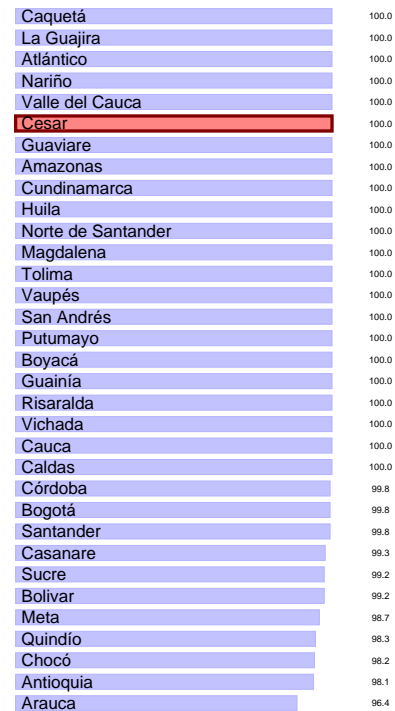 Caquetá 100.0
La Guajira 100.0
Atlántico 100.0
Nariño 100.0
Valle del Cauca 100.0
Cesar 100.0
Guaviare 100.0
Amazonas 100.0
Cundinamarca 100.0
Huila 100.0
Norte de Santander 100.0
Magdalena 100.0
Tolima 100.0
Vaupés 100.0
San Andrés 100.0
Putumayo 100.0
Boyacá 100.0
Guainía 100.0
Risaralda 100.0
Vichada 100.0
Cauca 100.0
Caldas 100.0
Córdoba 99.8
Bogotá 99.8
Santander 99.8
Casanare 99.3
Sucre 99.2
Bolivar 99.2
Meta 98.7
Quindío 98.3
Chocó 98.2
Antioquia 98.1
Arauca 96.4